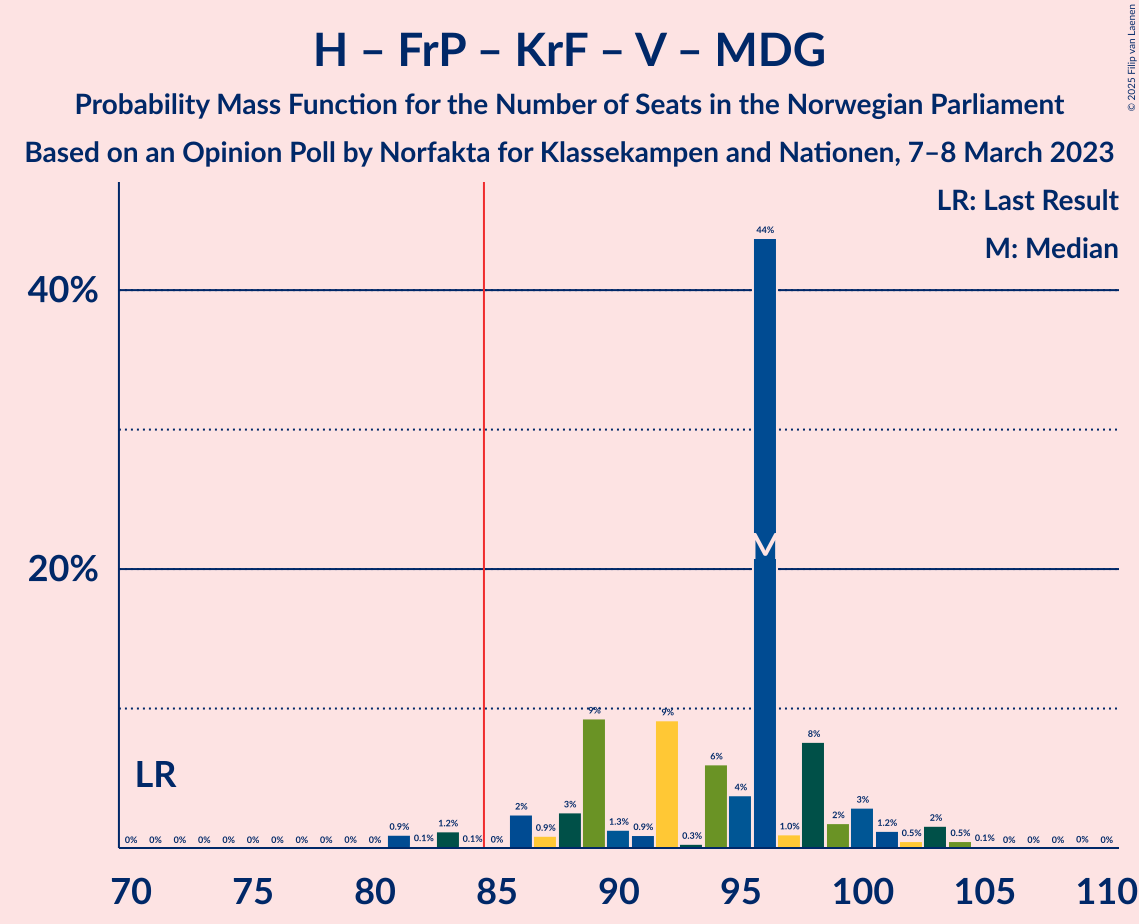 H – FrP – KrF – V – MDG
Probability Mass Function for the Number of Seats in the Norwegian Parliament
Based on an Opinion Poll by Norfakta for Klassekampen and Nationen, 7–8 March 2023
© 2025 Filip van Laenen
LR: Last Result
M: Median
40%
20%
LR
M
0% 0% 0% 0% 0% 0% 0% 0% 0% 0% 0% 0.9% 0.1% 1.2% 0.1% 0% 2% 0.9% 3% 9% 1.3% 0.9% 9% 0.3% 6% 4% 44% 1.0% 8% 2% 3% 1.2% 0.5% 2% 0.5% 0.1% 0% 0% 0% 0% 0%
70 75 80 85 90 95 100 105 110